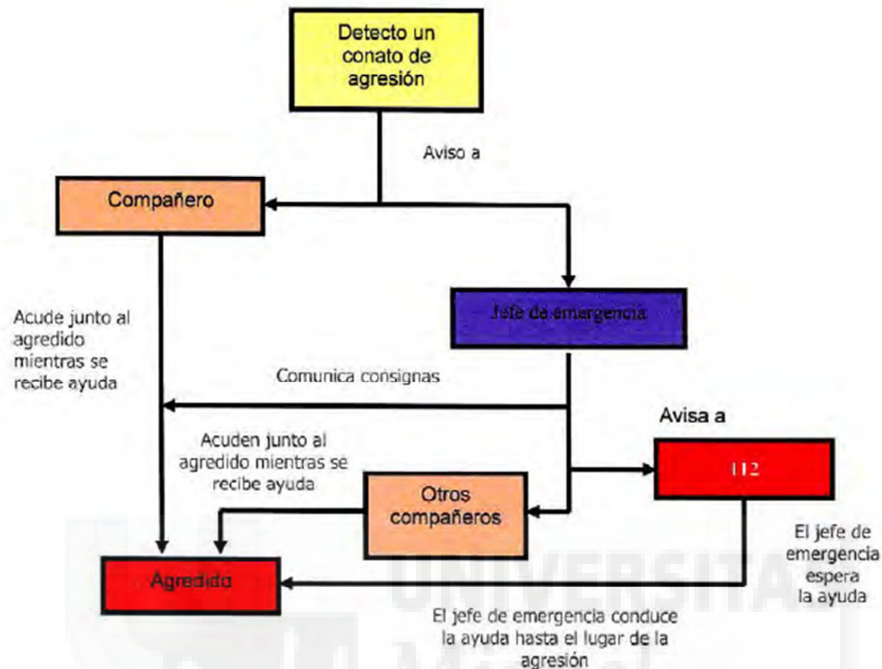 Detecto un
conato de
agresión
Aviso a
Compañero
Jefe de emergencia
Acude junto al
agredido
mientras se
recibe ayuda
Comunica consignas
Avisa a
112
Acuden junto al
agredido mientras se
recibe ayuda
Otros
compañeros
El jefe de
emergencia
espera
la ayuda
Agredido
El jefe de emergencia conduce
la ayuda hasta el lugar de la
agresión
UNIVERSITAS
Miguel